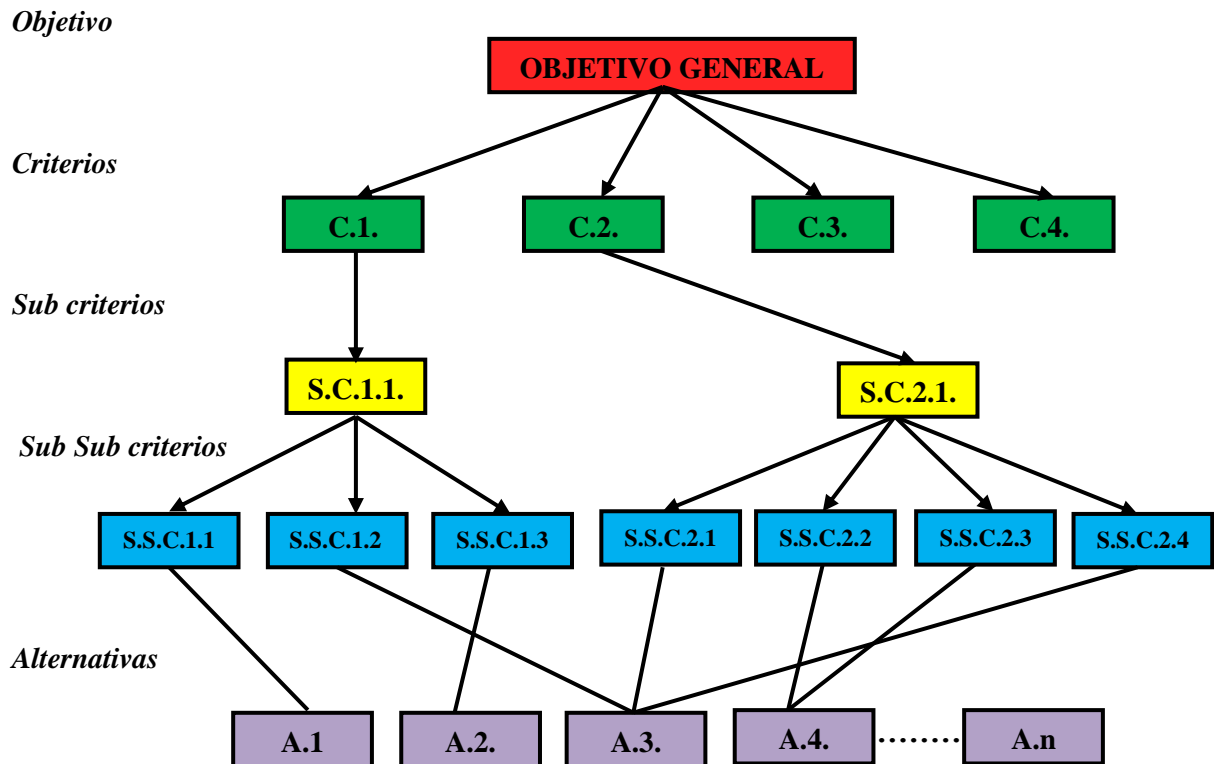 Objetivo
OBJETIVO GENERAL
Criterios
C.1. C.2. C.3. C.4.
Sub criterios
S.C.1.1. S.C.2.1.
Sub Sub criterios
S.S.C.1.1 S.S.C.1.2 S.S.C.1.3 S.S.C.2.1 S.S.C.2.2 S.S.C.2.3 S.S.C.2.4
Alternativas
A.1 A.2. A.3. A.4. A.n